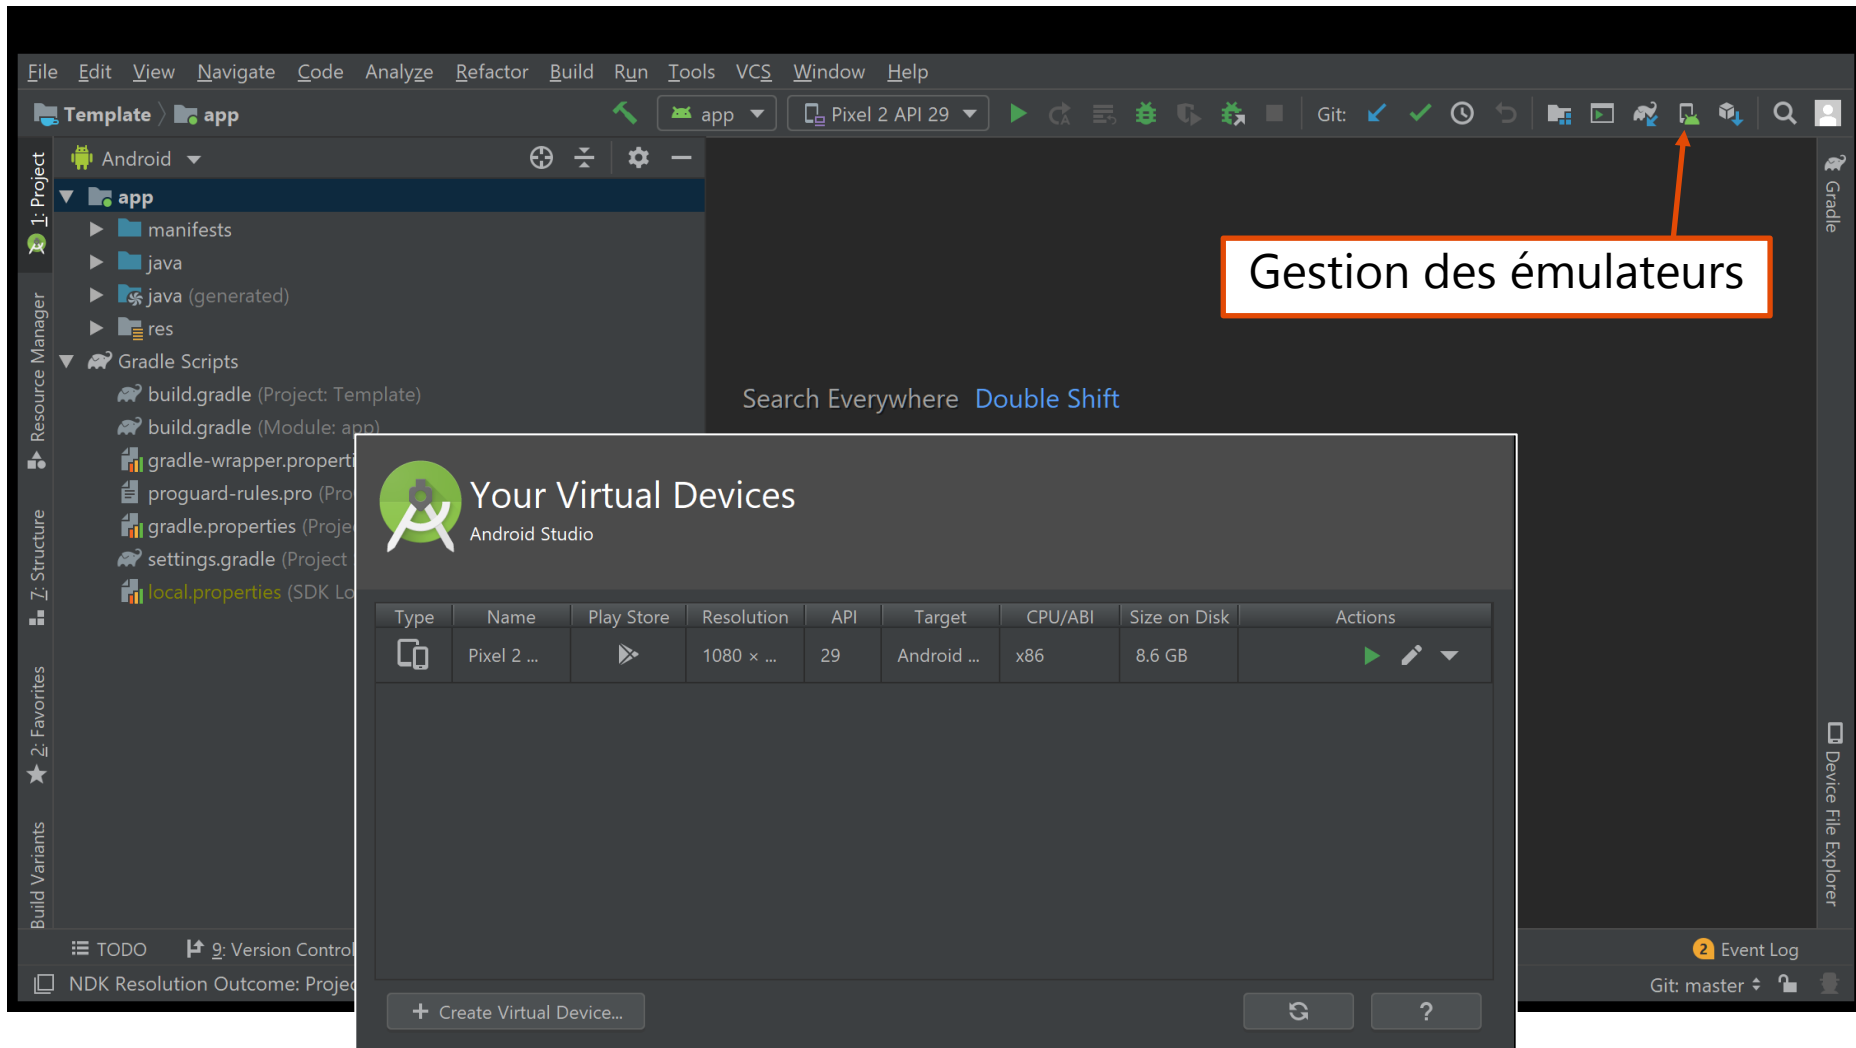 File Edit View Navigate Code Analyze Refactor Build Run Tools VCS Window Help
Template app
app
Pixel 2 API 29
Git:
1: Project
Resource Manager
7: Structure
2: Favorites
Build Variants
Android
app
manifests
java
java (generated)
res
Gradle Scripts
build.gradle (Project: Template)
build.gradle (Module: app)
gradle-wrapper.properti
proguard-rules.pro (Pro
gradle.properties (Proje
settings.gradle (Project
local.properties (SDK Lo
Gestion des émulateurs
Search Everywhere Double Shift
Gradle
Device File Explorer
Your Virtual Devices
Android Studio
Type Name Play Store Resolution API Target CPU/ABI Size on Disk Actions
Pixel 2 ... 1080 × ... 29 Android ... x86 8.6 GB
+ Create Virtual Device...
?
TODO 9: Version Control
2 Event Log
NDK Resolution Outcome: Projec
Git: master